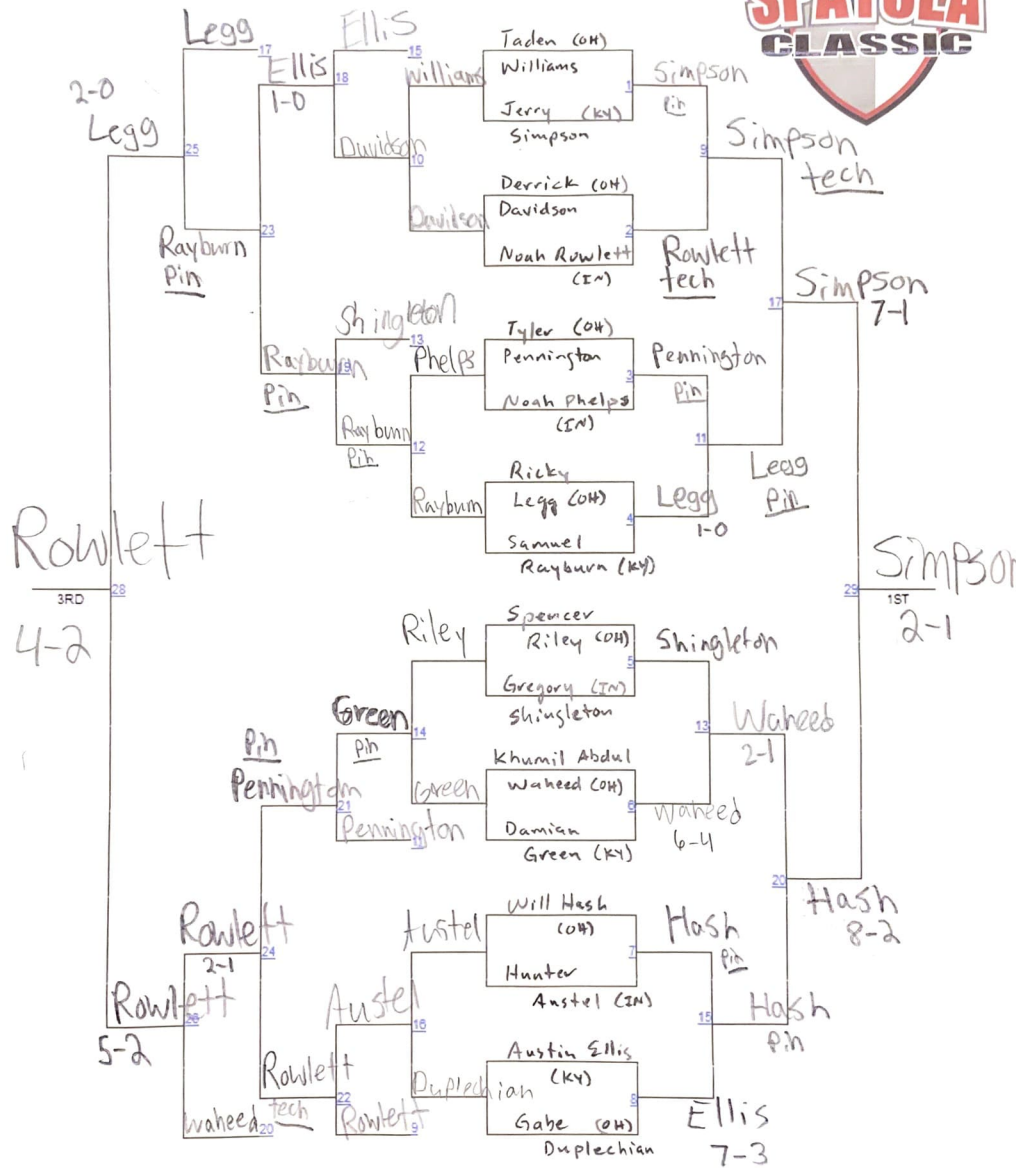 SPATULA
CLASSIC
Legg
17
Ellis
1-0
18
Ellis
15
Williams
Taden (OH)
Williams
1
Jerry (KY)
Simpson
Simpson
Pin
2-0
Legg
25
Davidson
10
9
Simpson
tech
Davidson
Derrick (OH)
Davidson
2
Noah Rowlett
(IN)
Rowlett
tech
Rayburn
Pin
23
17
Simpson
7-1
Shingleton
13
Rayburn
19
Pin
Phelps
Tyler (OH)
Pennington
3
Noah Phelps
(IN)
Pennington
Pin
Rayburn
Pin
12
11
Legg
Pin
Rayburn
Ricky
Legg (OH)
4
Samuel
Rayburn (KY)
Legg
1-0
Rowlett
28
3RD
4-2
29
Simpson
1ST
2-1
Riley
Spencer
Riley (OH)
5
Gregory (IN)
Shingleton
Shingleton
Green
Pin
14
13
Waheed
2-1
Pin
Pennington
21
Green
Khumil Abdul
Waheed (OH)
6
Damian
Green (KY)
Waheed
6-4
Pennington
11
20
Hash
8-2
Rowlett
2-1
24
Austel
Will Hash
(OH)
7
Hunter
Austel (IN)
Hash
Pin
Rowlett
26
5-2
Austel
16
15
Hash
Pin
Rowlett
tech
22
Duplechian
Austin Ellis
(KY)
8
Gabe (OH)
Duplechian
Ellis
7-3
Waheed
20
Rowlett
9